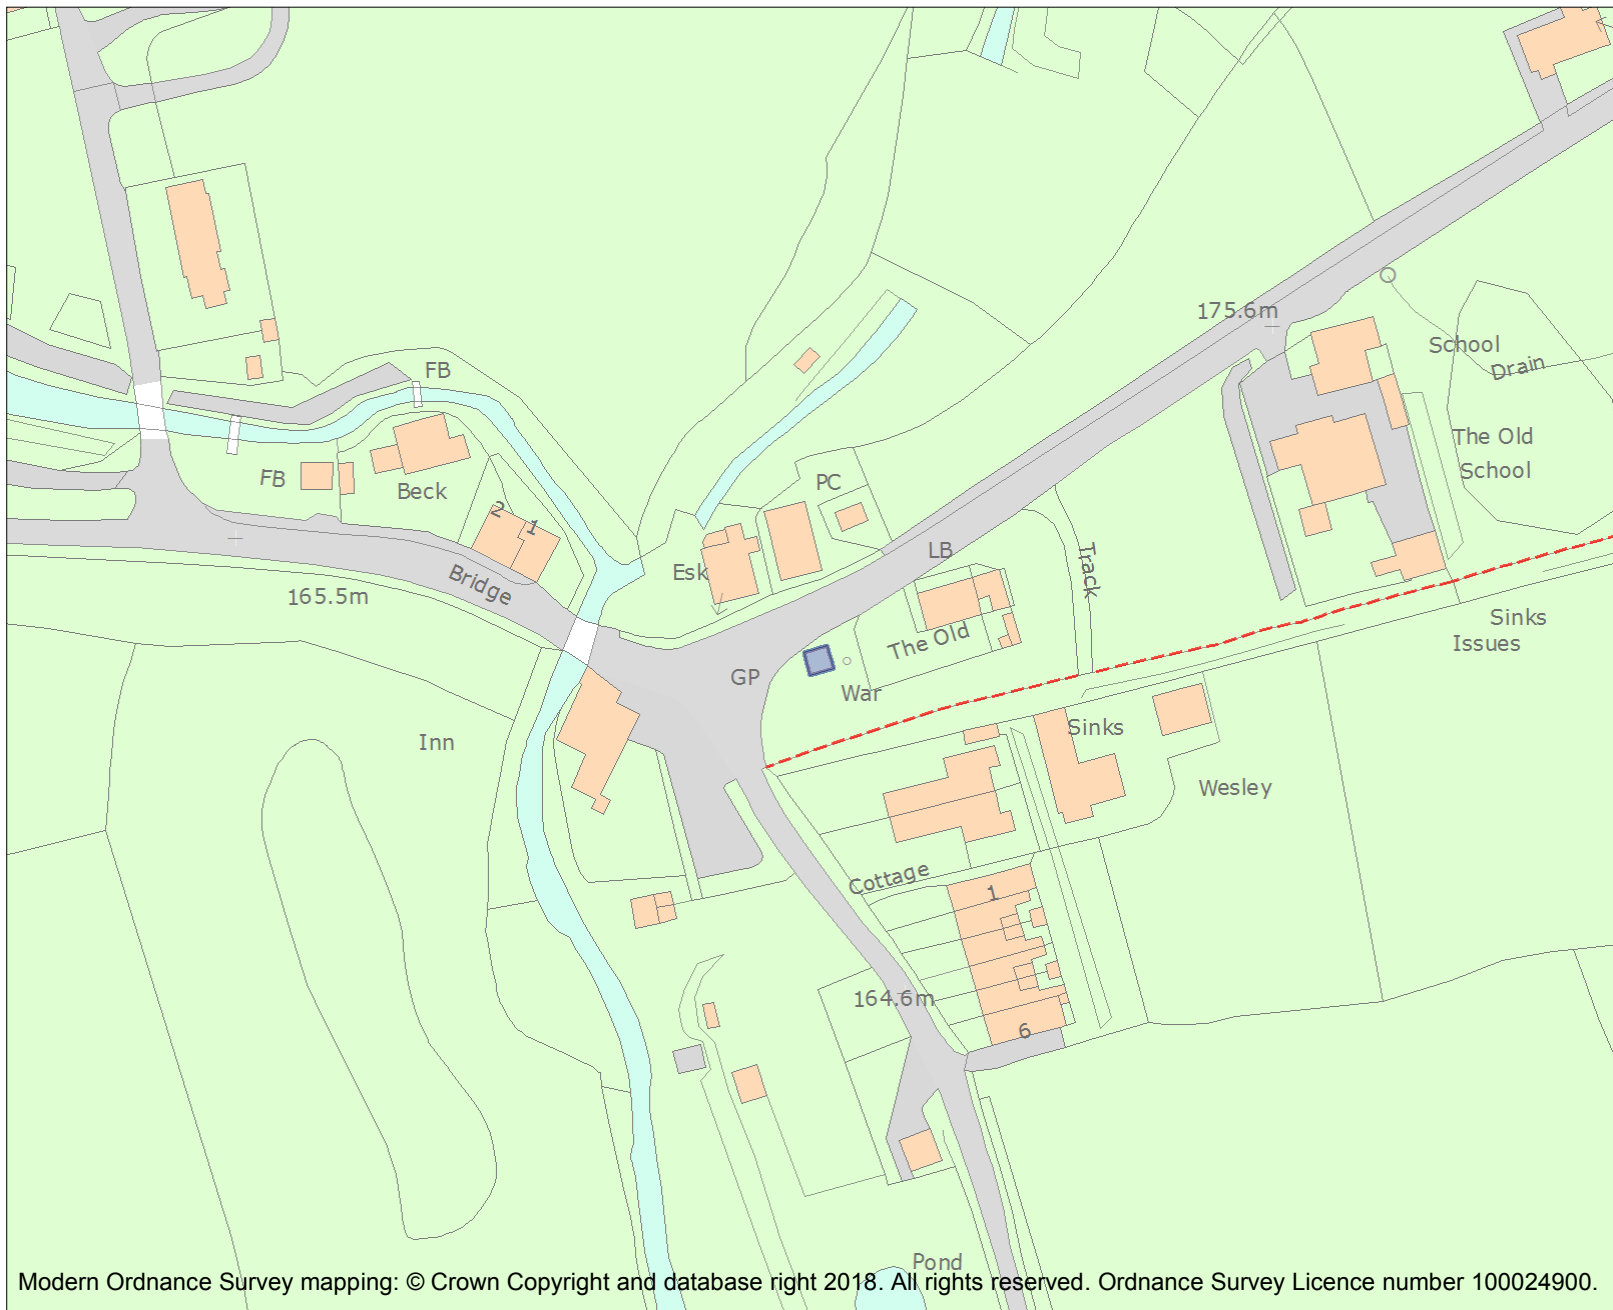 175.6m
School
Drain
FB
The Old
School
FB
Beck
PC
2
1
LB
Esk
Track
Bridge
165.5m
Sinks
Issues
The Old
GP
War
Inn
Sinks
Wesley
Cottage
1
164.6m
6
Pond
Modern Ordnance Survey mapping: © Crown Copyright and database right 2018. All rights reserved. Ordnance Survey Licence number 100024900.